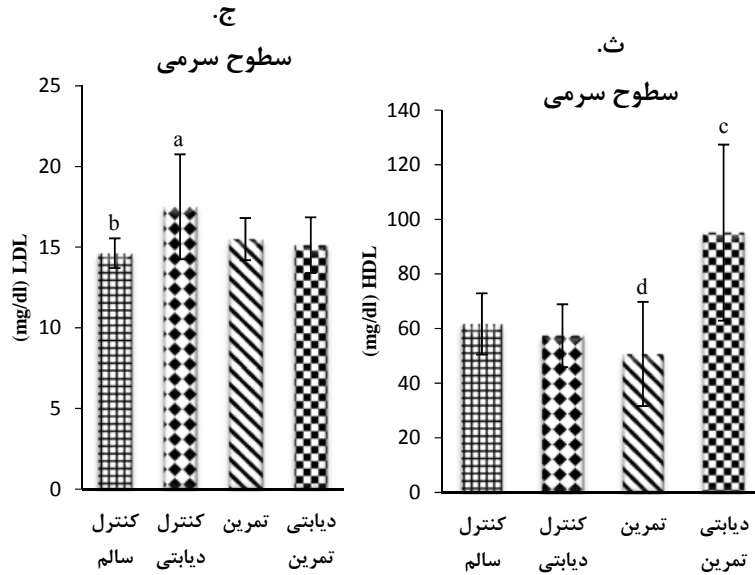 ث.
سطوح سرمی
(mg/dl) HDL
140
120
100
80
60
40
20
0
c
d
کنترل سالم
کنترل دیابتی
تمرین
دیابتی تمرین
ج.
سطوح سرمی
(mg/dl) LDL
25
20
15
10
5
0
b
a
کنترل سالم
کنترل دیابتی
تمرین
دیابتی تمرین